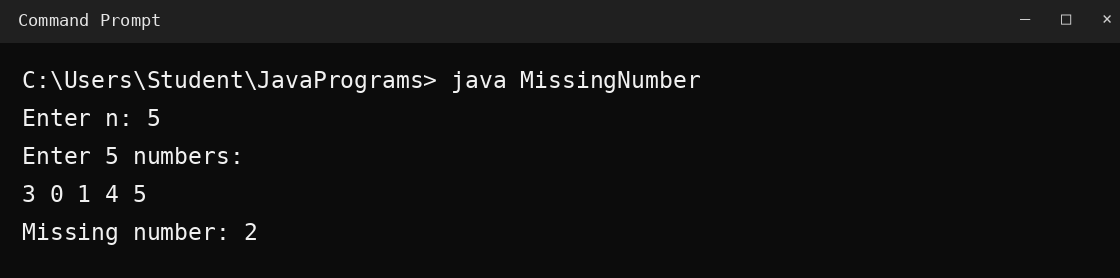 Command Prompt
C:\Users\Student\JavaPrograms> java MissingNumber
Enter n: 5
Enter 5 numbers:
3 0 1 4 5
Missing number: 2